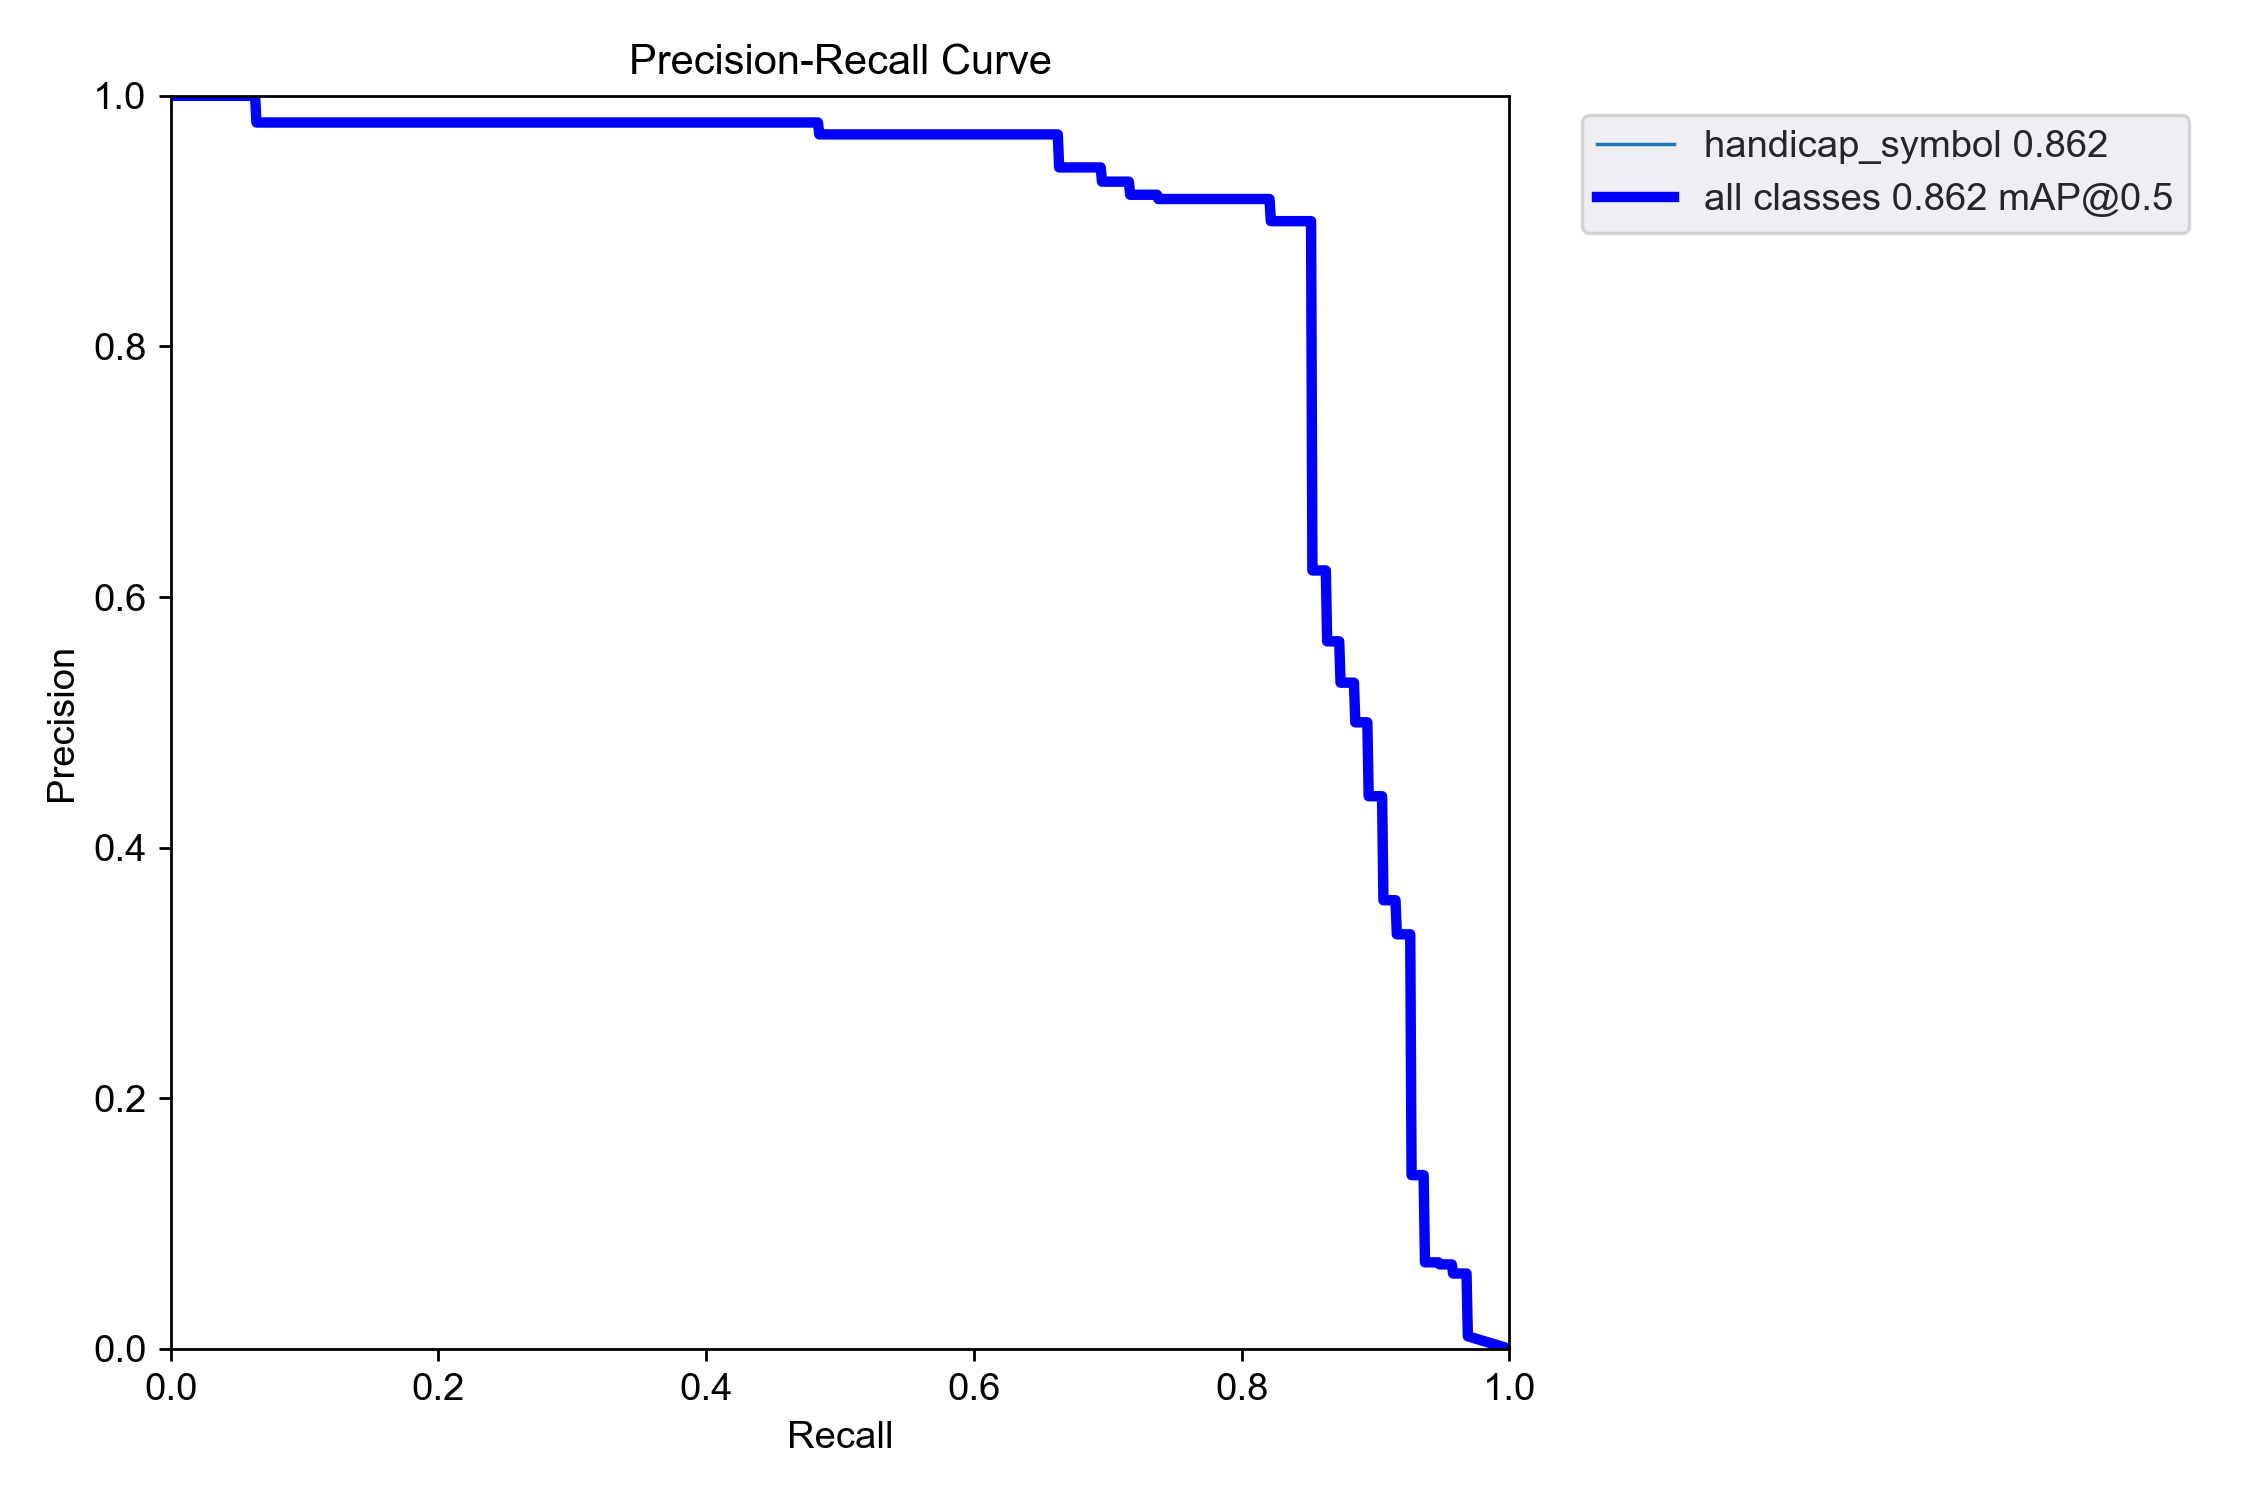 Precision-Recall Curve
1.0
0.8
0.6
0.4
0.2
0.0
Precision
0.0 0.2 0.4 0.6 0.8 1.0
Recall
handicap_symbol 0.862
all classes 0.862 mAP@0.5